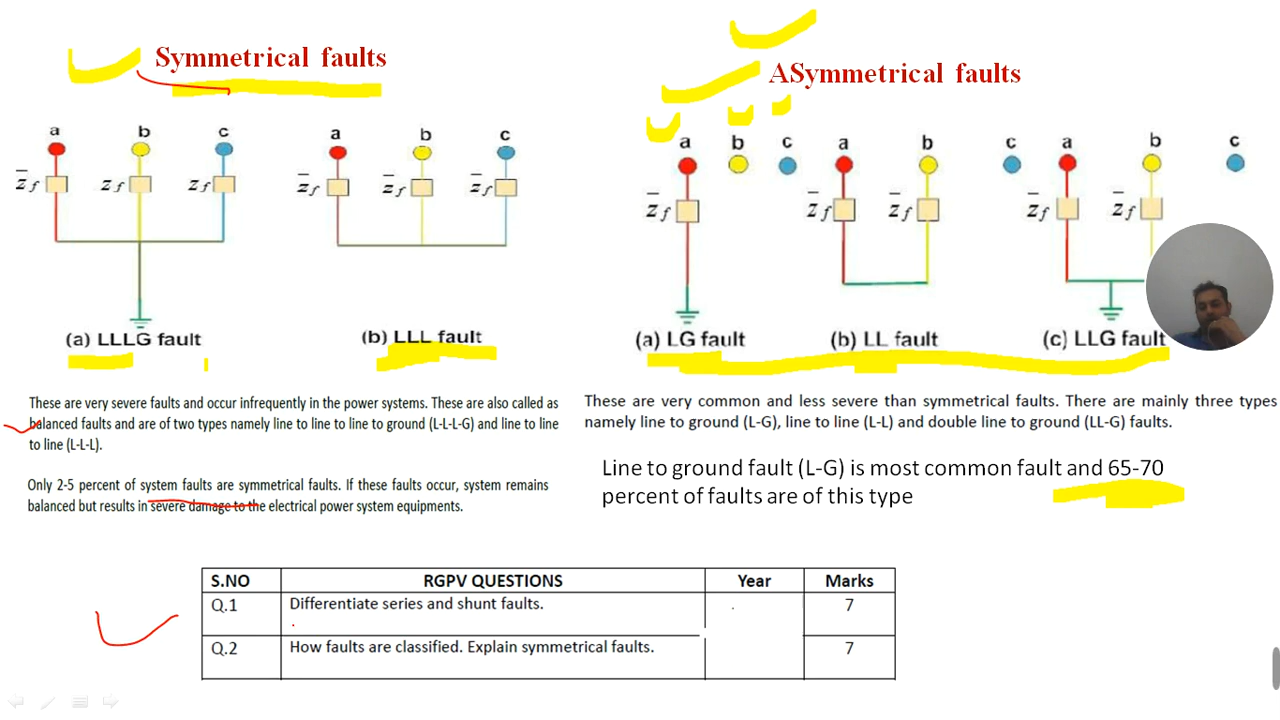 Symmetrical faults
a b c
z̅f zf zf
(a) LLLG fault
a b c
z̅f z̅f z̅f
(b) LLL fault
These are very severe faults and occur infrequently in the power systems. These are also called as
balanced faults and are of two types namely line to line to line to ground (L-L-L-G) and line to line
to line (L-L-L).
Only 2-5 percent of system faults are symmetrical faults. If these faults occur, system remains
balanced but results in severe damage to the electrical power system equipments.
ASymmetrical faults
a b c
z̅f
(a) LG fault
a b c
z̅f z̅f
(b) LL fault
a b c
z̅f z̅f
(c) LLG fault
These are very common and less severe than symmetrical faults. There are mainly three types
namely line to ground (L-G), line to line (L-L) and double line to ground (LL-G) faults.
Line to ground fault (L-G) is most common fault and 65-70
percent of faults are of this type
S.NO RGPV QUESTIONS Year Marks
Q.1 Differentiate series and shunt faults. 7
Q.2 How faults are classified. Explain symmetrical faults. 7